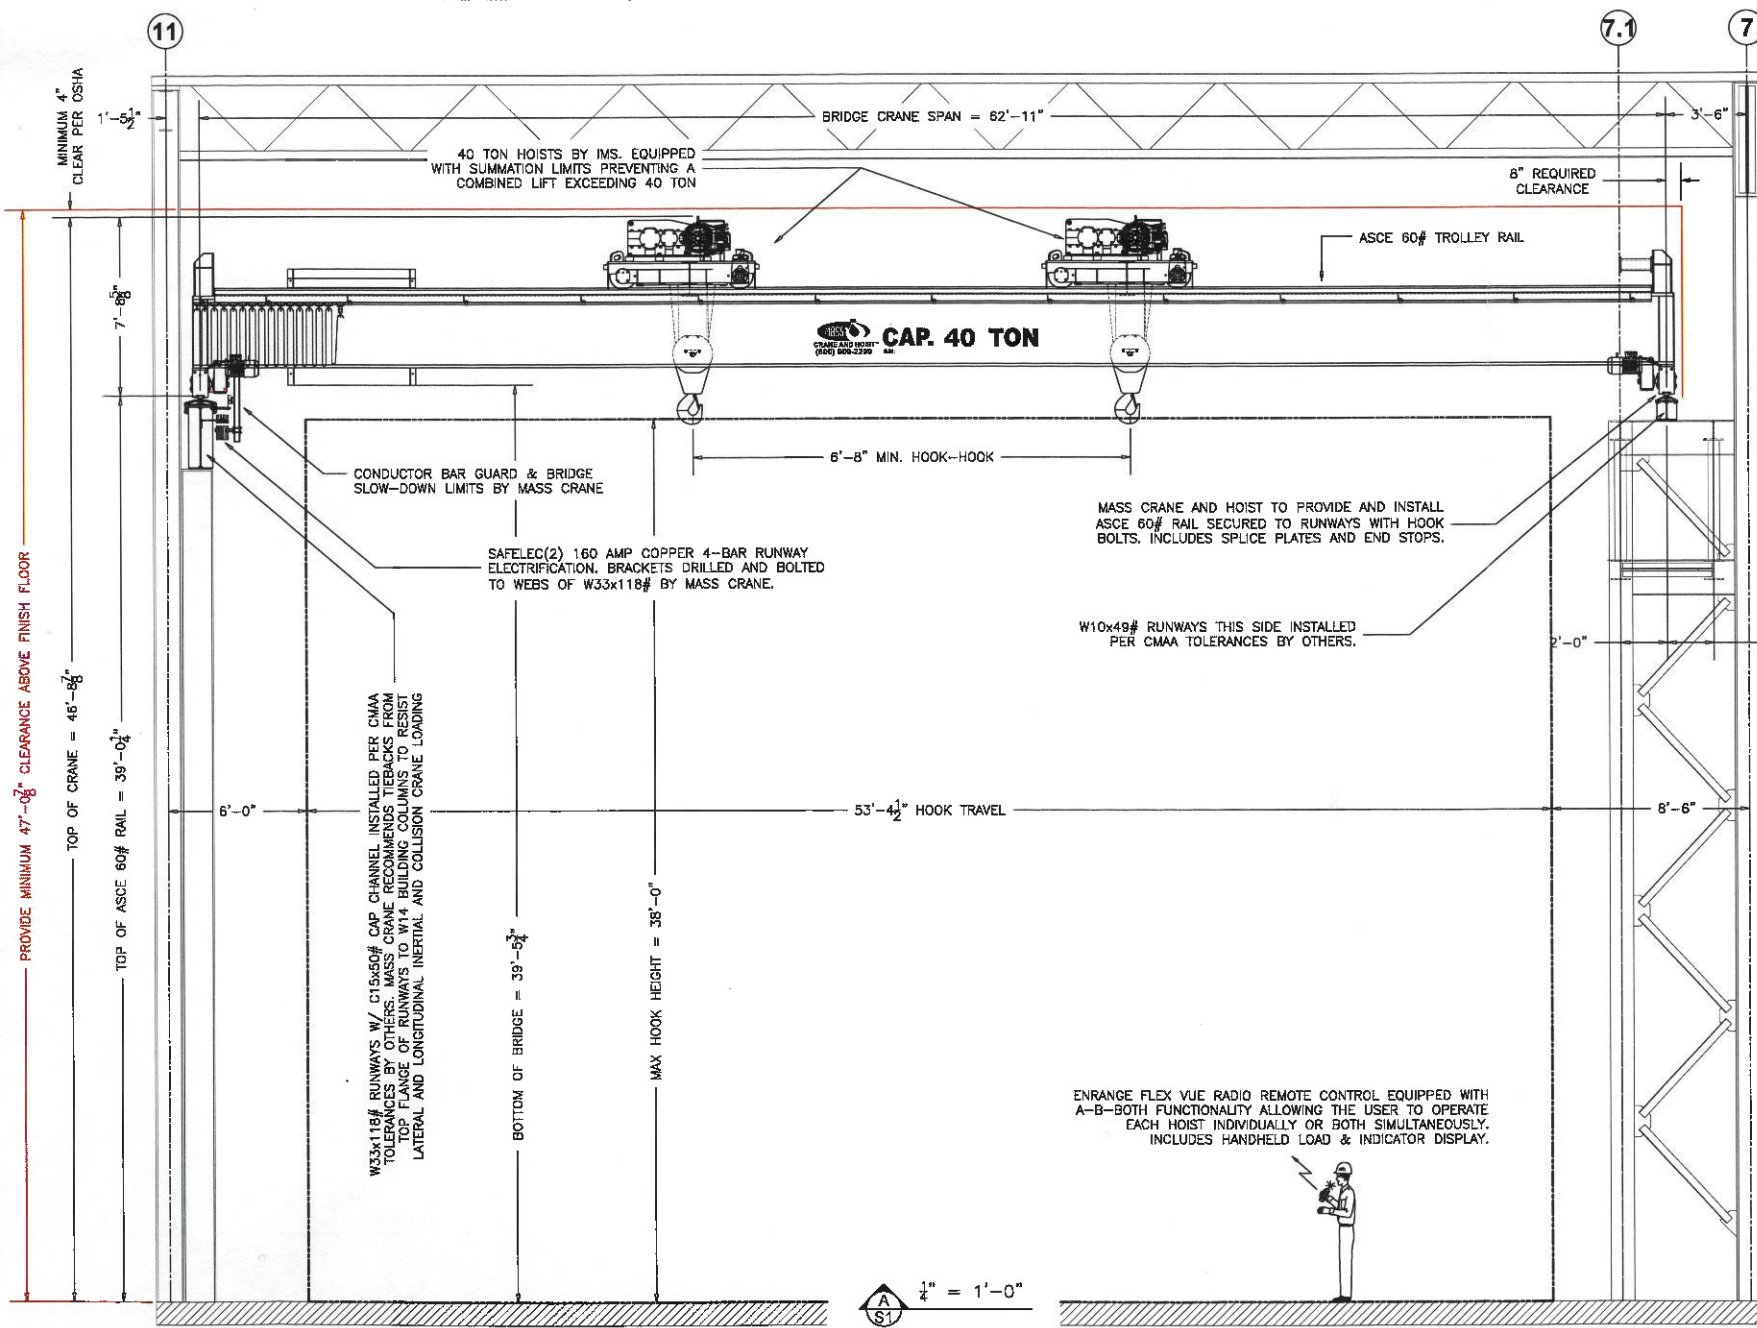 11
7.1
7
MINIMUM 4"
CLEAR PER OSHA
1'-5½"
BRIDGE CRANE SPAN = 62'-11"
3'-6"
40 TON HOISTS BY IMS. EQUIPPED
WITH SUMMATION LIMITS PREVENTING A
COMBINED LIFT EXCEEDING 40 TON
8" REQUIRED
CLEARANCE
ASCE 60# TROLLEY RAIL
7'-8⅝"
MASS
CRANE AND HOIST
(800) 909-2299
CAP. 40 TON
6'-8" MIN. HOOK-HOOK
CONDUCTOR BAR GUARD & BRIDGE
SLOW-DOWN LIMITS BY MASS CRANE
MASS CRANE AND HOIST TO PROVIDE AND INSTALL
ASCE 60# RAIL SECURED TO RUNWAYS WITH HOOK
BOLTS. INCLUDES SPLICE PLATES AND END STOPS.
SAFELEC(2) 160 AMP COPPER 4-BAR RUNWAY
ELECTRIFICATION. BRACKETS DRILLED AND BOLTED
TO WEBS OF W33x118# BY MASS CRANE.
W10x49# RUNWAYS THIS SIDE INSTALLED
PER CMAA TOLERANCES BY OTHERS.
2'-0"
PROVIDE MINIMUM 47'-0⅞" CLEARANCE ABOVE FINISH FLOOR
TOP OF CRANE = 46'-8⅞"
TOP OF ASCE 60# RAIL = 39'-0¼"
6'-0"
53'-4½" HOOK TRAVEL
8'-6"
W33x118# RUNWAYS W/ C15x50# CAP CHANNEL INSTALLED PER CMAA
TOLERANCES BY OTHERS. MASS CRANE RECOMMENDS TIEBACKS FROM
TOP FLANGE OF RUNWAYS TO W14 BUILDING COLUMNS TO RESIST
LATERAL AND LONGITUDINAL INERTIAL AND COLLISION CRANE LOADING
BOTTOM OF BRIDGE = 39'-5¾"
MAX HOOK HEIGHT = 38'-0"
ENRANGE FLEX VUE RADIO REMOTE CONTROL EQUIPPED WITH
A-B-BOTH FUNCTIONALITY ALLOWING THE USER TO OPERATE
EACH HOIST INDIVIDUALLY OR BOTH SIMULTANEOUSLY.
INCLUDES HANDHELD LOAD & INDICATOR DISPLAY.
A
S1
¼" = 1'-0"